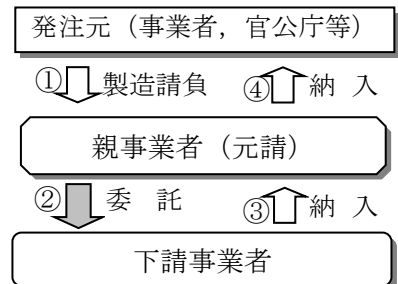 発注元（事業者，官公庁等）
① 製造請負 ④ 納 入
親事業者（元請）
② 委 託 ③ 納 入
下請事業者